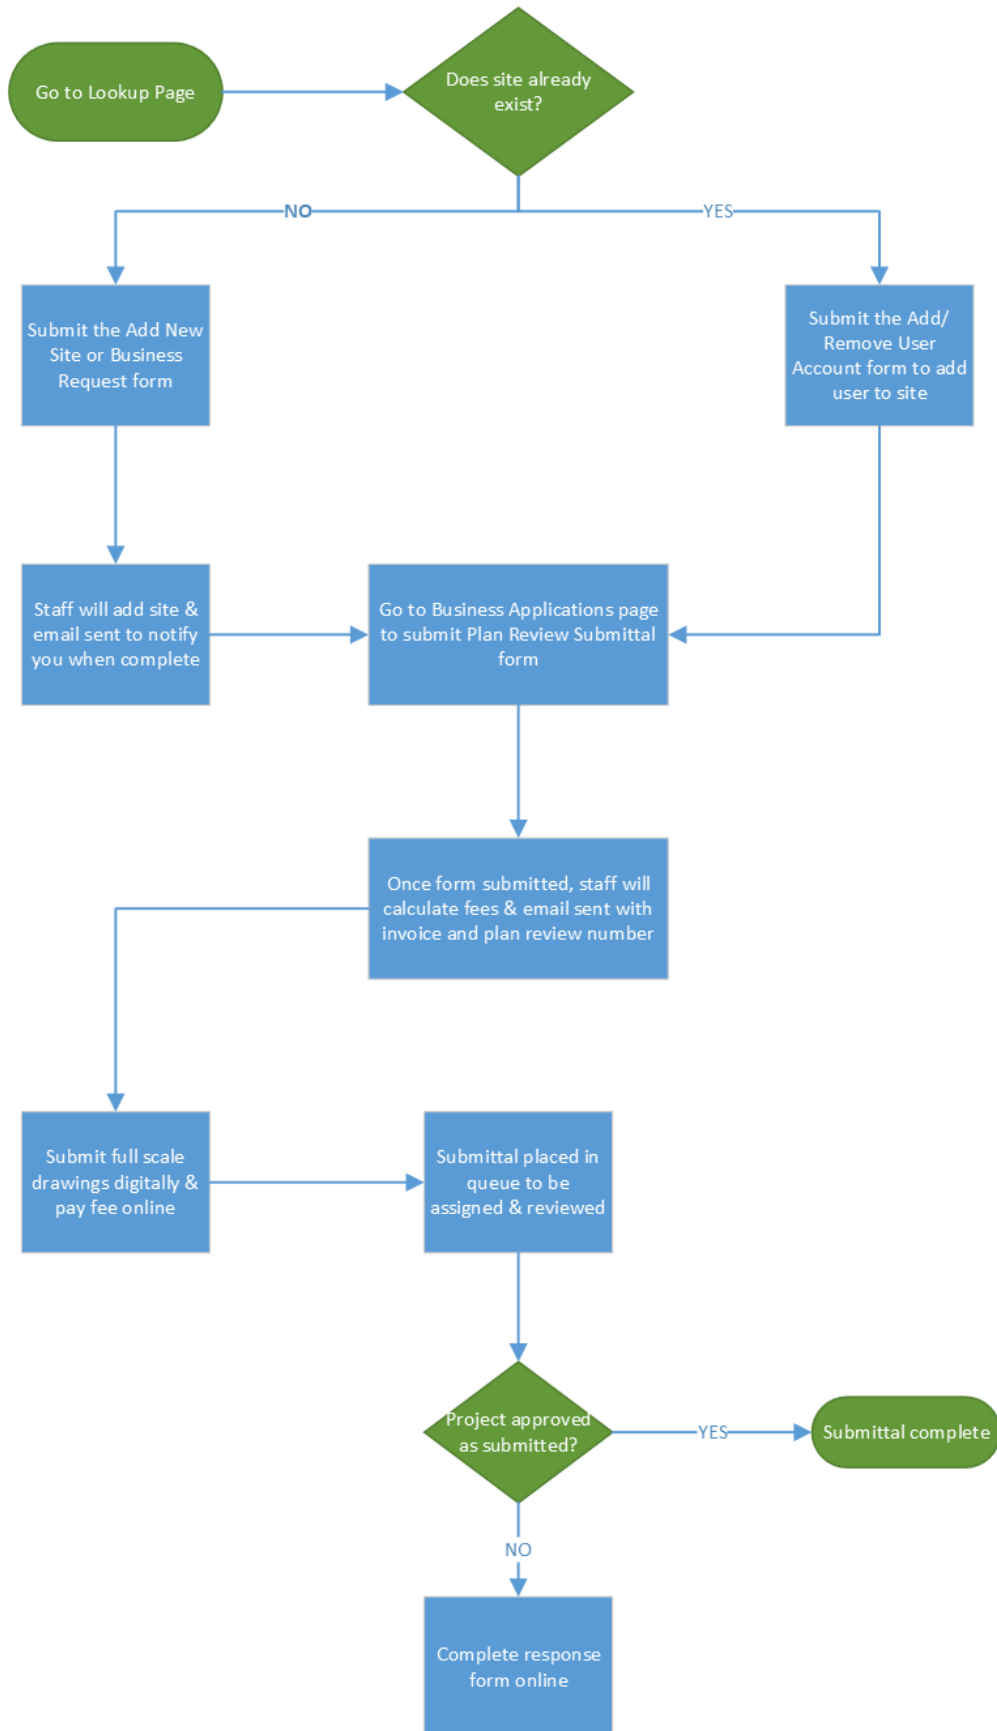 Go to Lookup Page
Does site already
exist?
NO
YES
Submit the Add New
Site or Business
Request form
Submit the Add/
Remove User
Account form to add
user to site
Staff will add site &
email sent to notify
you when complete
Go to Business Applications page
to submit Plan Review Submittal
form
Once form submitted, staff will
calculate fees & email sent with
invoice and plan review number
Submit full scale
drawings digitally &
pay fee online
Submittal placed in
queue to be
assigned & reviewed
Project approved
as submitted?
YES
Submittal complete
NO
Complete response
form online